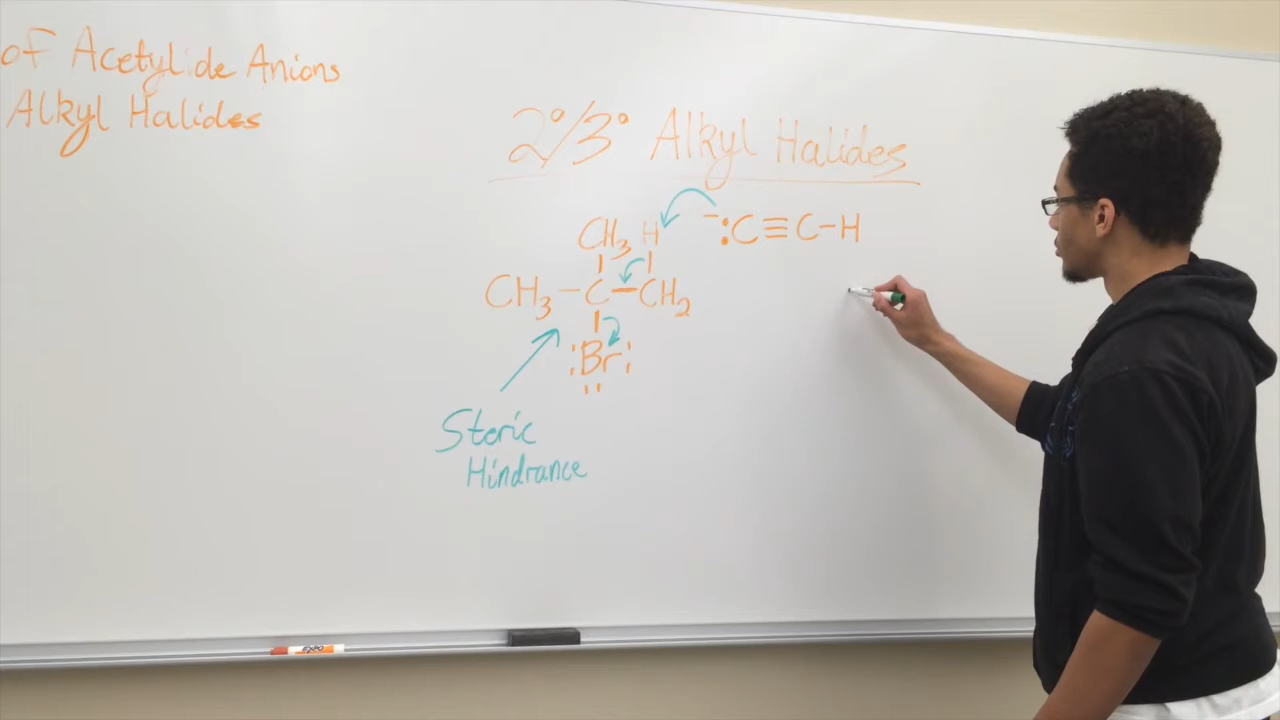 of Acetylide Anions
Alkyl Halides
2°/3° Alkyl Halides
CH3 H ⁻:C≡C-H
CH3-C-CH2
:Br:
Steric
Hindrance
EXPO